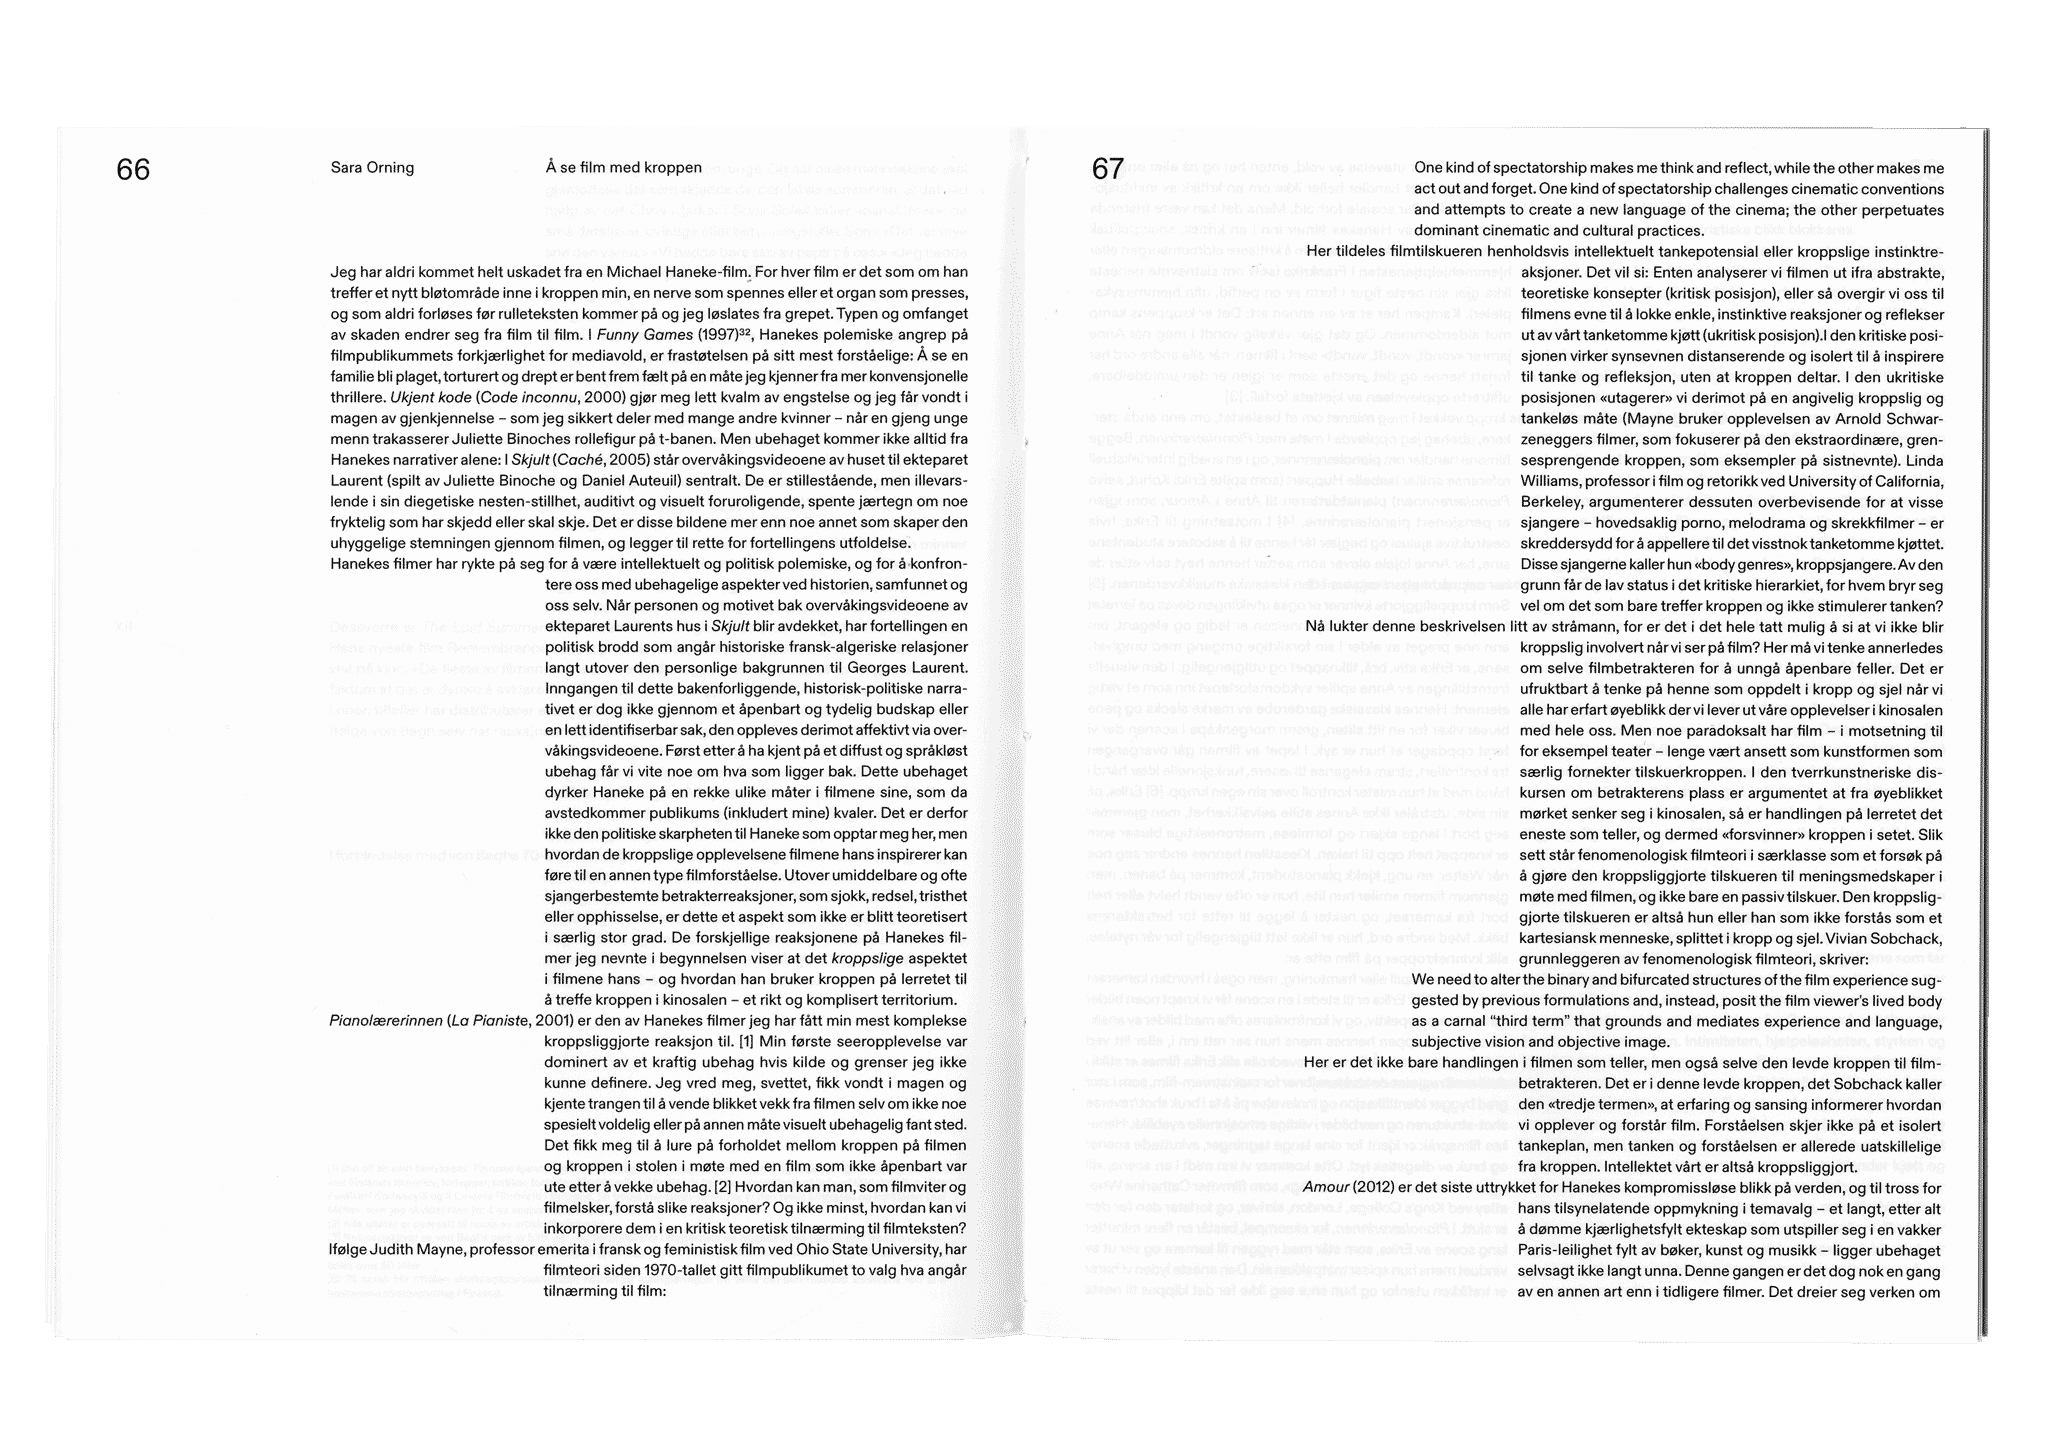 66
Sara Orning
Å se film med kroppen
Jeg har aldri kommet helt uskadet fra en Michael Haneke-film. For hver film er det som om han
treffer et nytt bløtområde inne i kroppen min, en nerve som spennes eller et organ som presses,
og som aldri forløses før rulleteksten kommer på og jeg løslates fra grepet. Typen og omfanget
av skaden endrer seg fra film til film. I Funny Games (1997)³², Hanekes polemiske angrep på
filmpublikummets forkjærlighet for mediavold, er frastøtelsen på sitt mest forståelige: Å se en
familie bli plaget, torturert og drept er bent frem fælt på en måte jeg kjenner fra mer konvensjonelle
thrillere. Ukjent kode (Code inconnu, 2000) gjør meg lett kvalm av engstelse og jeg får vondt i
magen av gjenkjennelse – som jeg sikkert deler med mange andre kvinner – når en gjeng unge
menn trakasserer Juliette Binoches rollefigur på t-banen. Men ubehaget kommer ikke alltid fra
Hanekes narrativer alene: I Skjult (Caché, 2005) står overvåkingsvideoene av huset til ekteparet
Laurent (spilt av Juliette Binoche og Daniel Auteuil) sentralt. De er stillestående, men illevars-
lende i sin diegetiske nesten-stillhet, auditivt og visuelt foruroligende, spente jærtegn om noe
fryktelig som har skjedd eller skal skje. Det er disse bildene mer enn noe annet som skaper den
uhyggelige stemningen gjennom filmen, og legger til rette for fortellingens utfoldelse.
Hanekes filmer har rykte på seg for å være intellektuelt og politisk polemiske, og for å konfron-
tere oss med ubehagelige aspekter ved historien, samfunnet og
oss selv. Når personen og motivet bak overvåkingsvideoene av
ekteparet Laurents hus i Skjult blir avdekket, har fortellingen en
politisk brodd som angår historiske fransk-algeriske relasjoner
langt utover den personlige bakgrunnen til Georges Laurent.
Inngangen til dette bakenforliggende, historisk-politiske narra-
tivet er dog ikke gjennom et åpenbart og tydelig budskap eller
en lett identifiserbar sak, den oppleves derimot affektivt via over-
våkingsvideoene. Først etter å ha kjent på et diffust og språkløst
ubehag får vi vite noe om hva som ligger bak. Dette ubehaget
dyrker Haneke på en rekke ulike måter i filmene sine, som da
avstedkommer publikums (inkludert mine) kvaler. Det er derfor
ikke den politiske skarpheten til Haneke som opptar meg her, men
hvordan de kroppslige opplevelsene filmene hans inspirerer kan
føre til en annen type filmforståelse. Utover umiddelbare og ofte
sjangerbestemte betrakterreaksjoner, som sjokk, redsel, tristhet
eller opphisselse, er dette et aspekt som ikke er blitt teoretisert
i særlig stor grad. De forskjellige reaksjonene på Hanekes fil-
mer jeg nevnte i begynnelsen viser at det kroppslige aspektet
i filmene hans – og hvordan han bruker kroppen på lerretet til
å treffe kroppen i kinosalen – et rikt og komplisert territorium.
Pianolærerinnen (La Pianiste, 2001) er den av Hanekes filmer jeg har fått min mest komplekse
kroppsliggjorte reaksjon til. [1] Min første seeropplevelse var
dominert av et kraftig ubehag hvis kilde og grenser jeg ikke
kunne definere. Jeg vred meg, svettet, fikk vondt i magen og
kjente trangen til å vende blikket vekk fra filmen selv om ikke noe
spesielt voldelig eller på annen måte visuelt ubehagelig fant sted.
Det fikk meg til å lure på forholdet mellom kroppen på filmen
og kroppen i stolen i møte med en film som ikke åpenbart var
ute etter å vekke ubehag. [2] Hvordan kan man, som filmviter og
filmelsker, forstå slike reaksjoner? Og ikke minst, hvordan kan vi
inkorporere dem i en kritisk teoretisk tilnærming til filmteksten?
Ifølge Judith Mayne, professor emerita i fransk og feministisk film ved Ohio State University, har
filmteori siden 1970-tallet gitt filmpublikumet to valg hva angår
tilnærming til film:
67
One kind of spectatorship makes me think and reflect, while the other makes me
act out and forget. One kind of spectatorship challenges cinematic conventions
and attempts to create a new language of the cinema; the other perpetuates
dominant cinematic and cultural practices.
Her tildeles filmtilskueren henholdsvis intellektuelt tankepotensial eller kroppslige instinktre-
aksjoner. Det vil si: Enten analyserer vi filmen ut ifra abstrakte,
teoretiske konsepter (kritisk posisjon), eller så overgir vi oss til
filmens evne til å lokke enkle, instinktive reaksjoner og reflekser
ut av vårt tanketomme kjøtt (ukritisk posisjon).I den kritiske posi-
sjonen virker synsevnen distanserende og isolert til å inspirere
til tanke og refleksjon, uten at kroppen deltar. I den ukritiske
posisjonen «utagerer» vi derimot på en angivelig kroppslig og
tankeløs måte (Mayne bruker opplevelsen av Arnold Schwar-
zeneggers filmer, som fokuserer på den ekstraordinære, gren-
sesprengende kroppen, som eksempler på sistnevnte). Linda
Williams, professor i film og retorikk ved University of California,
Berkeley, argumenterer dessuten overbevisende for at visse
sjangere – hovedsaklig porno, melodrama og skrekkfilmer – er
skreddersydd for å appellere til det visstnok tanketomme kjøttet.
Disse sjangerne kaller hun «body genres», kroppsjangere. Av den
grunn får de lav status i det kritiske hierarkiet, for hvem bryr seg
vel om det som bare treffer kroppen og ikke stimulerer tanken?
Nå lukter denne beskrivelsen litt av stråmann, for er det i det hele tatt mulig å si at vi ikke blir
kroppslig involvert når vi ser på film? Her må vi tenke annerledes
om selve filmbetrakteren for å unngå åpenbare feller. Det er
ufruktbart å tenke på henne som oppdelt i kropp og sjel når vi
alle har erfart øyeblikk der vi lever ut våre opplevelser i kinosalen
med hele oss. Men noe paradoksalt har film – i motsetning til
for eksempel teater – lenge vært ansett som kunstformen som
særlig fornekter tilskuerkroppen. I den tverrkunstneriske dis-
kursen om betrakterens plass er argumentet at fra øyeblikket
mørket senker seg i kinosalen, så er handlingen på lerretet det
eneste som teller, og dermed «forsvinner» kroppen i setet. Slik
sett står fenomenologisk filmteori i særklasse som et forsøk på
å gjøre den kroppsliggjorte tilskueren til meningsmedskaper i
møte med filmen, og ikke bare en passiv tilskuer. Den kroppslig-
gjorte tilskueren er altså hun eller han som ikke forstås som et
kartesiansk menneske, splittet i kropp og sjel. Vivian Sobchack,
grunnleggeren av fenomenologisk filmteori, skriver:
We need to alter the binary and bifurcated structures of the film experience sug-
gested by previous formulations and, instead, posit the film viewer's lived body
as a carnal "third term" that grounds and mediates experience and language,
subjective vision and objective image.
Her er det ikke bare handlingen i filmen som teller, men også selve den levde kroppen til film-
betrakteren. Det er i denne levde kroppen, det Sobchack kaller
den «tredje termen», at erfaring og sansing informerer hvordan
vi opplever og forstår film. Forståelsen skjer ikke på et isolert
tankeplan, men tanken og forståelsen er allerede uatskillelige
fra kroppen. Intellektet vårt er altså kroppsliggjort.
Amour (2012) er det siste uttrykket for Hanekes kompromissløse blikk på verden, og til tross for
hans tilsynelatende oppmykning i temavalg – et langt, etter alt
å dømme kjærlighetsfylt ekteskap som utspiller seg i en vakker
Paris-leilighet fylt av bøker, kunst og musikk – ligger ubehaget
selvsagt ikke langt unna. Denne gangen er det dog nok en gang
av en annen art enn i tidligere filmer. Det dreier seg verken om